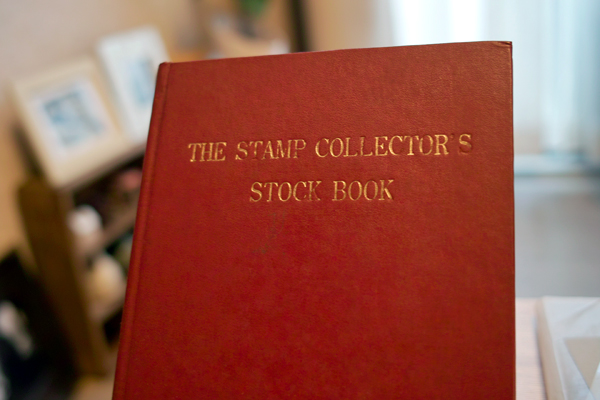 THE STAMP COLLECTOR'S
STOCK BOOK